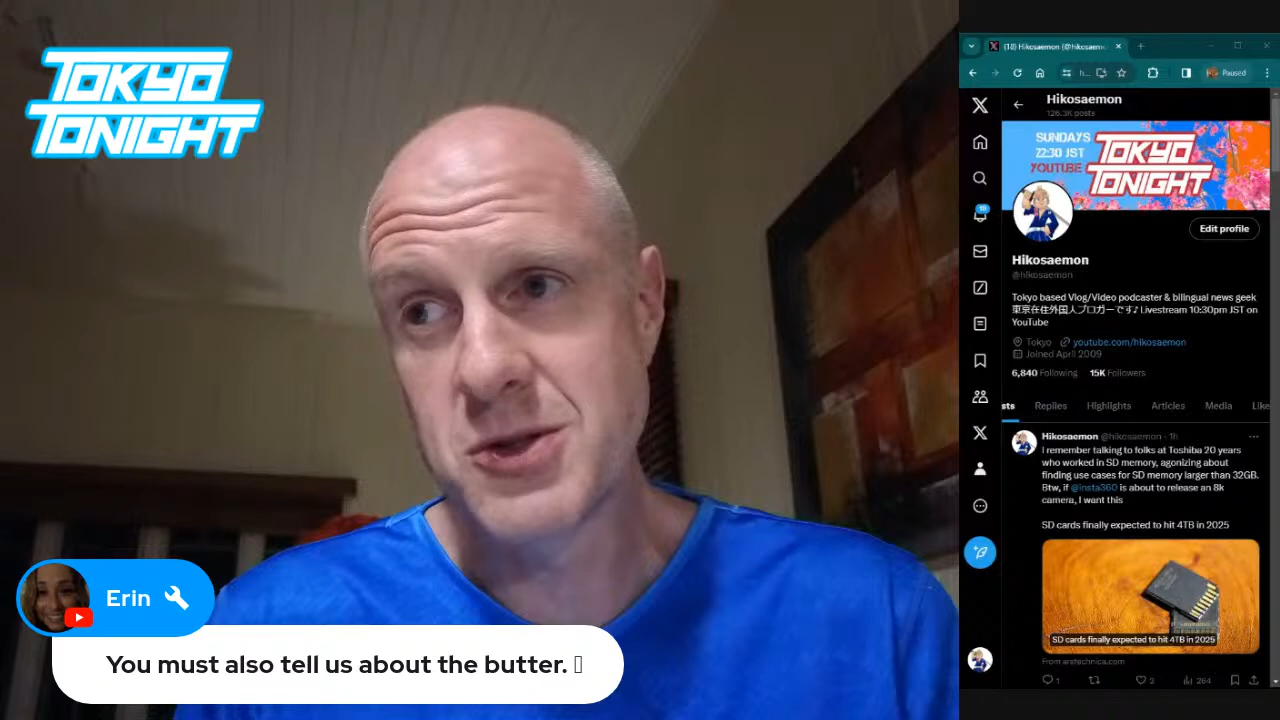 TOKYO
TONIGHT
Erin
You must also tell us about the butter.
(18) Hikosaemon (@hikosaemo
h...
Paused
Hikosaemon
126.3K posts
SUNDAYS
22:30 JST
YOUTUBE
TOKYO
TONIGHT
Edit profile
Hikosaemon
@hikosaemon
Tokyo based Vlog/Video podcaster & bilingual news geek
東京在住外国人ブロガーです♪ Livestream 10:30pm JST on
YouTube
Tokyo youtube.com/hikosaemon
Joined April 2009
6,840 Following 15K Followers
sts Replies Highlights Articles Media Like
Hikosaemon @hikosaemon · 1h
I remember talking to folks at Toshiba 20 years
who worked in SD memory, agonizing about
finding use cases for SD memory larger than 32GB.
Btw, if @insta360 is about to release an 8k
camera, I want this
SD cards finally expected to hit 4TB in 2025
SD cards finally expected to hit 4TB in 2025
From arstechnica.com
1 2 264